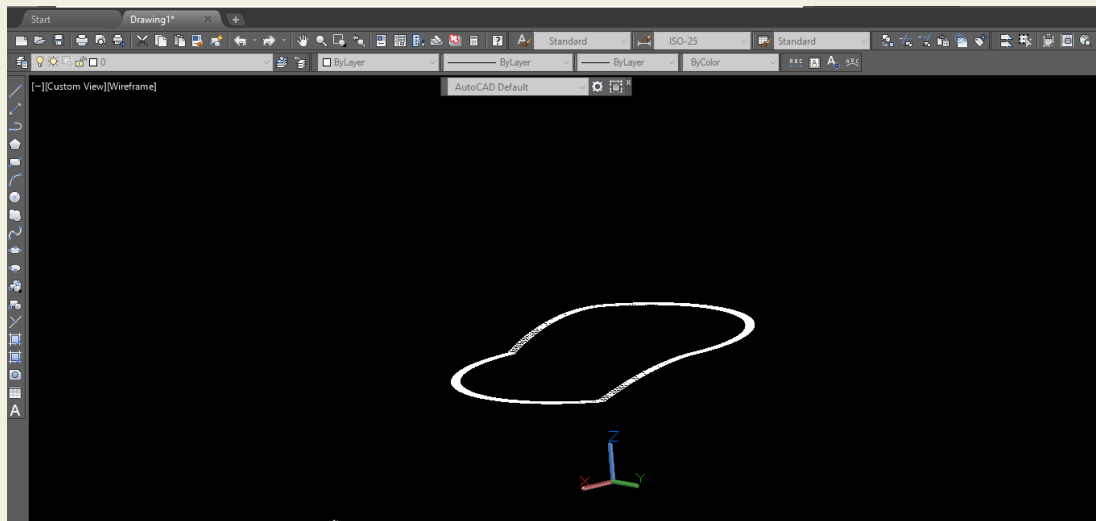 Start
Drawing1*
Standard
ISO-25
Standard
0
ByLayer
ByLayer
ByLayer
ByColor
[−][Custom View][Wireframe]
AutoCAD Default
A
Z
X
Y